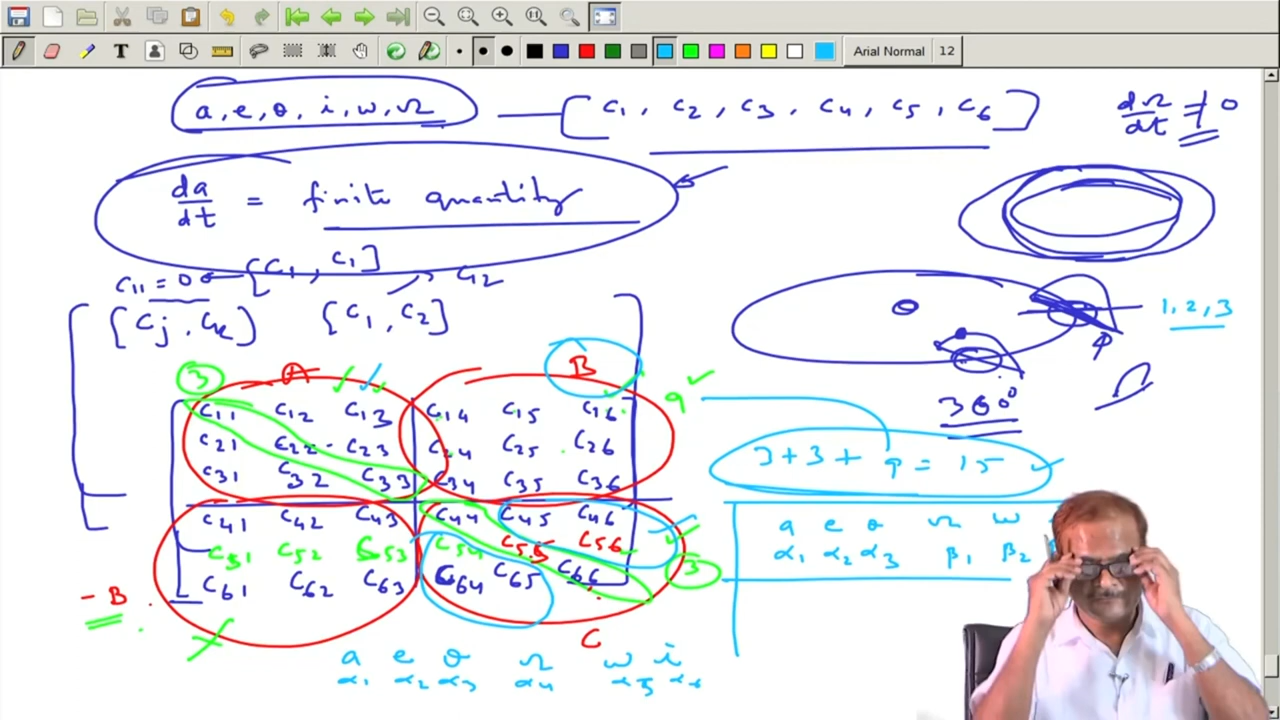 Arial Normal 12
a, e, θ, i, ω, Ω — [ c1, c2, c3, c4, c5, c6 ]
dΩ/dt ≠ 0
da/dt = finite quantity
c11 = 0 [c1, c1] c12
[cj, ck] [c1, c2]
1, 2, 3
P
360°
A B
3
9
c11 c12 c13 c14 c15 c16
c21 c22 c23 c24 c25 c26
c31 c32 c33 c34 c35 c36
c41 c42 c43 c44 c45 c46
c51 c52 c53 c54 c55 c56
c61 c62 c63 c64 c65 c66
3
- B
C
3 + 3 + 9 = 15
a e θ Ω ω
α1 α2 α3 β1 β2
a e θ Ω ω i
α1 α2 α3 α4 α5 α6